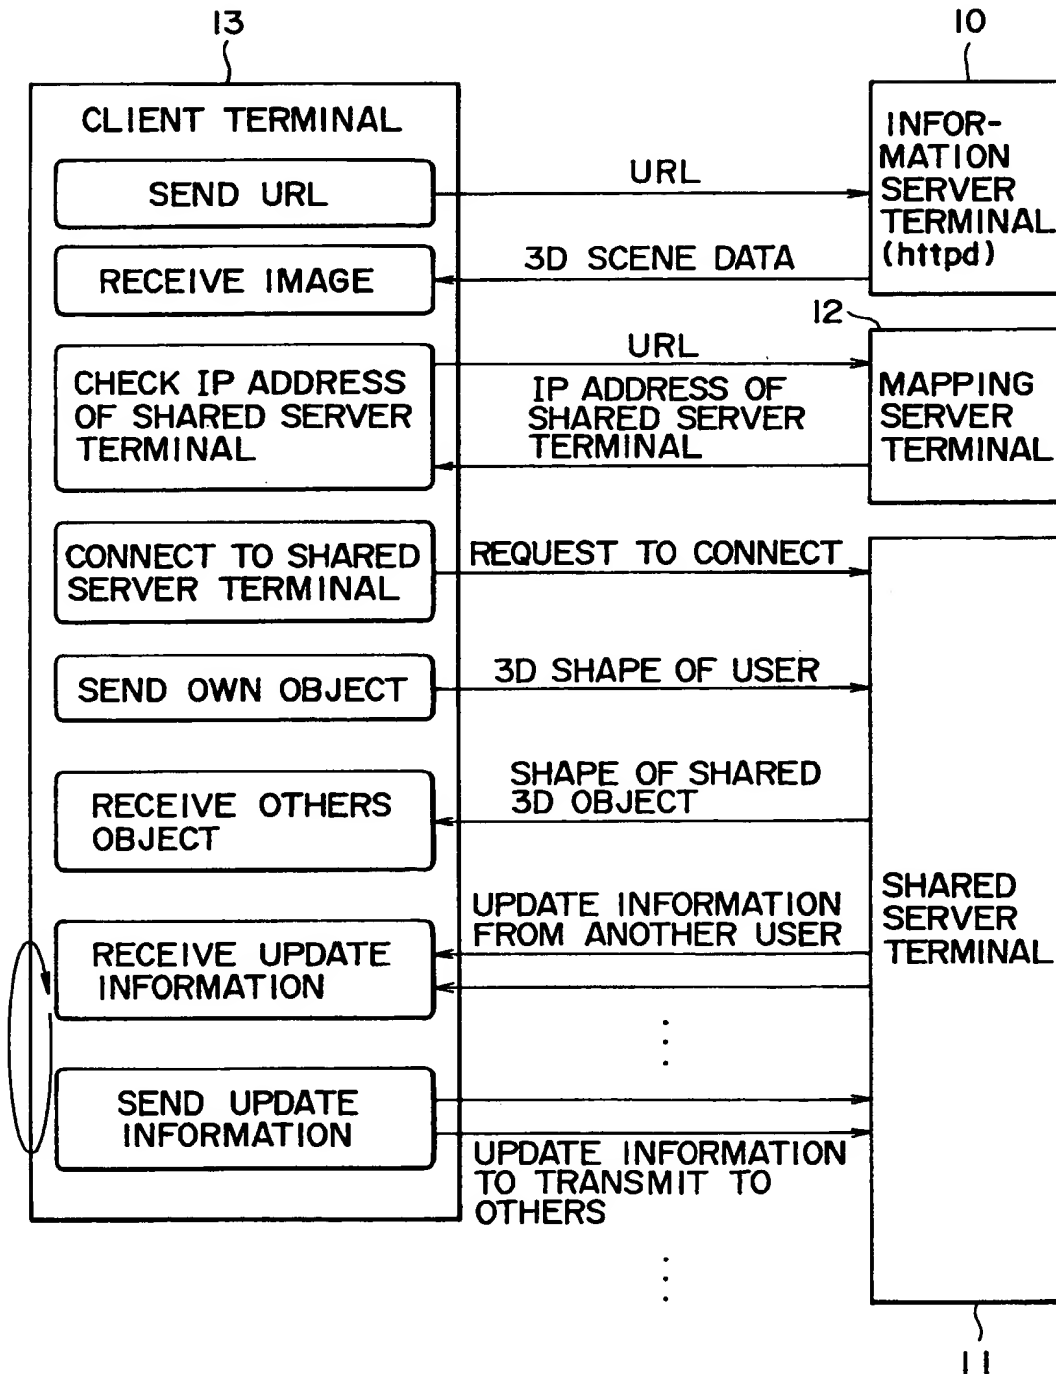 13
10
CLIENT TERMINAL
SEND URL
RECEIVE IMAGE
CHECK IP ADDRESS
OF SHARED SERVER
TERMINAL
CONNECT TO SHARED
SERVER TERMINAL
SEND OWN OBJECT
RECEIVE OTHERS
OBJECT
RECEIVE UPDATE
INFORMATION
SEND UPDATE
INFORMATION
URL
3D SCENE DATA
URL
IP ADDRESS OF
SHARED SERVER
TERMINAL
REQUEST TO CONNECT
3D SHAPE OF USER
SHAPE OF SHARED
3D OBJECT
UPDATE INFORMATION
FROM ANOTHER USER
UPDATE INFORMATION
TO TRANSMIT TO
OTHERS
INFOR-
MATION
SERVER
TERMINAL
(httpd)
12
MAPPING
SERVER
TERMINAL
SHARED
SERVER
TERMINAL
11